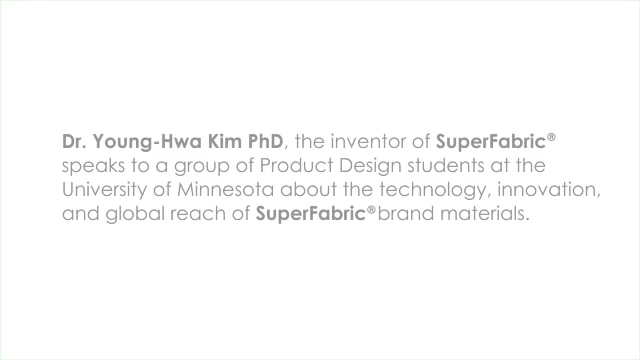 Dr. Young-Hwa Kim PhD, the inventor of SuperFabric®
speaks to a group of Product Design students at the
University of Minnesota about the technology, innovation,
and global reach of SuperFabric® brand materials.